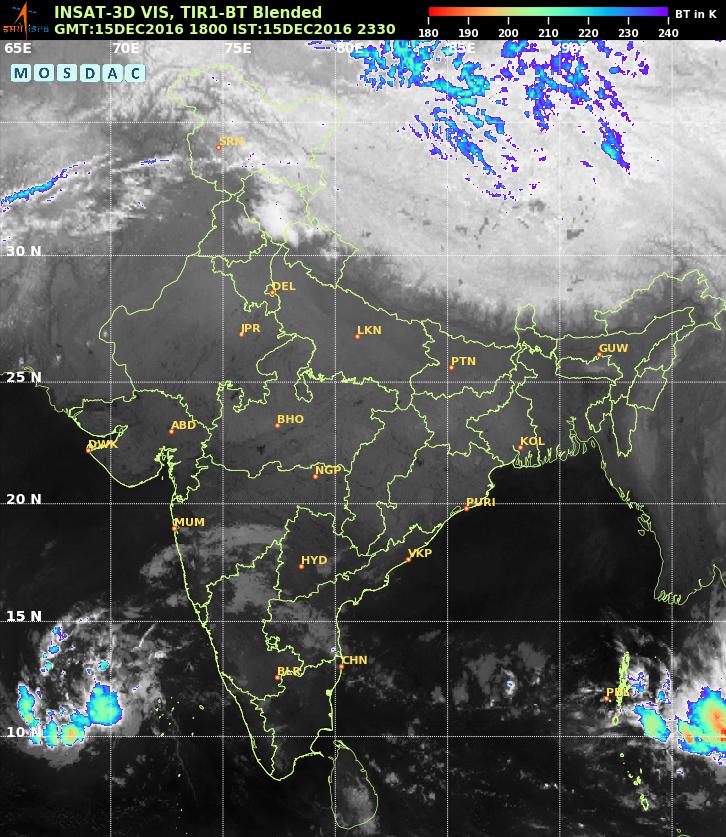 INSAT-3D VIS, TIR1-BT Blended
GMT:15DEC2016 1800 IST:15DEC2016 2330
BT in K
180 190 200 210 220 230 240
65E 70E 75E 80E 85E 90E
MOSDAC
SRN
30 N
DEL
JPR LKN
GUW
PTN
25 N
BHO
ABD
DWK KOL
NGP
20 N
PURI
MUM
VKP
HYD
15 N
CHN
BLR
10 N